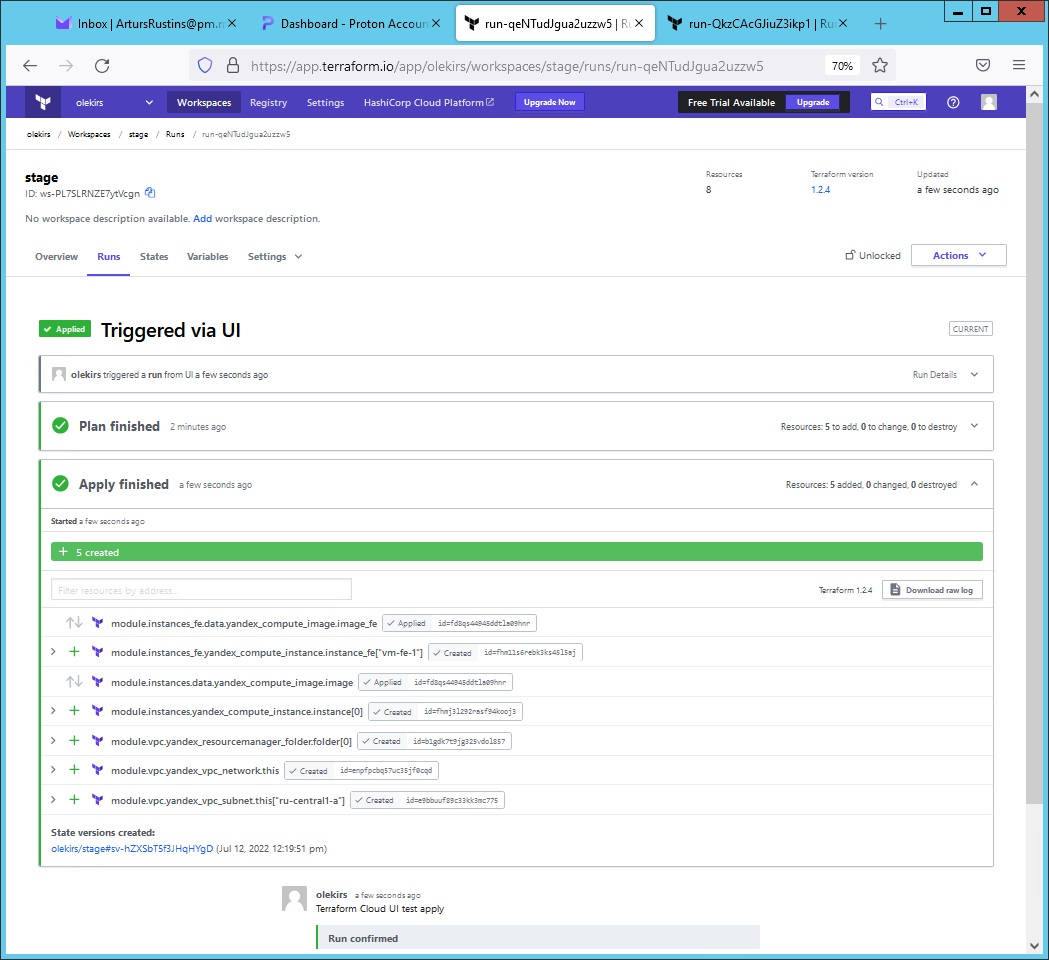 Inbox | ArtursRustins@pm.m
Dashboard - Proton Accoun
run-qeNTudJgua2uzzw5 | Ru
run-QkzCAcGJiuZ3ikp1 | Ru
https://app.terraform.io/app/olekirs/workspaces/stage/runs/run-qeNTudJgua2uzzw5
70%
olekirs
Workspaces
Registry
Settings
HashiCorp Cloud Platform
Upgrade Now
Free Trial Available
Upgrade
Ctrl+K
olekirs / Workspaces / stage / Runs / run-qeNTudJgua2uzzw5
stage
ID: ws-PL7SLRNZE7ytVcgn
No workspace description available. Add workspace description.
Resources
8
Terraform version
1.2.4
Updated
a few seconds ago
Overview
Runs
States
Variables
Settings
Unlocked
Actions
Applied
Triggered via UI
CURRENT
olekirs triggered a run from UI a few seconds ago
Run Details
Plan finished 2 minutes ago
Resources: 5 to add, 0 to change, 0 to destroy
Apply finished a few seconds ago
Resources: 5 added, 0 changed, 0 destroyed
Started a few seconds ago
+ 5 created
Filter resources by address...
Terraform 1.2.4
Download raw log
module.instances_fe.data.yandex_compute_image.image_fe Applied id=fd8qs44945ddtla09hnr
module.instances_fe.yandex_compute_instance.instance_fe["vm-fe-1"] Created id=fhm11s6rebk3ks45l5aj
module.instances.data.yandex_compute_image.image Applied id=fd8qs44945ddtla09hnr
module.instances.yandex_compute_instance.instance[0] Created id=fhmj3l292rasf94kooj3
module.vpc.yandex_resourcemanager_folder.folder[0] Created id=b1gdk7t9jg325vdol857
module.vpc.yandex_vpc_network.this Created id=enpfpcbq57uc35jf0cqd
module.vpc.yandex_vpc_subnet.this["ru-central1-a"] Created id=e9bbuuf89c33kk3mc775
State versions created:
olekirs/stage#sv-hZXSbT5f3JHqHYgD (Jul 12, 2022 12:19:51 pm)
olekirs a few seconds ago
Terraform Cloud UI test apply
Run confirmed